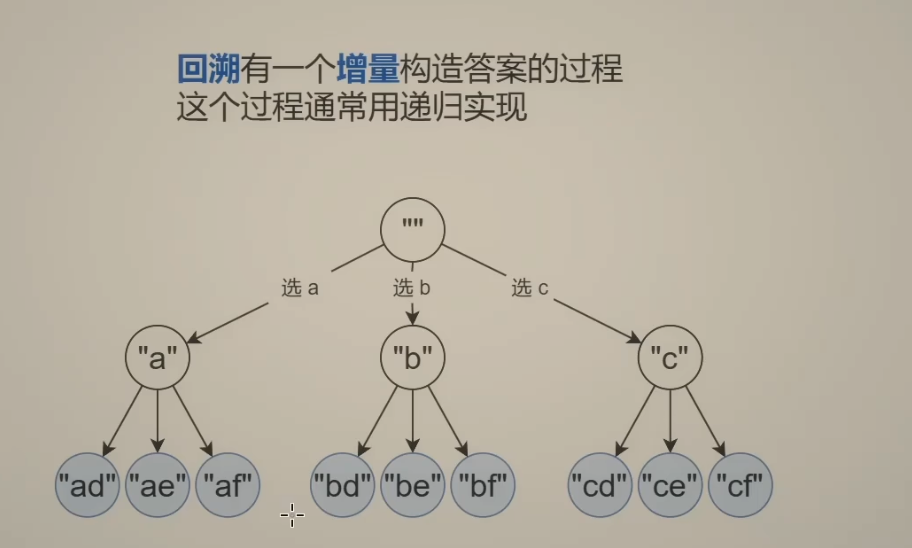 回溯有一个增量构造答案的过程
这个过程通常用递归实现
""
选 a 选 b 选 c
"a" "b" "c"
"ad" "ae" "af" "bd" "be" "bf" "cd" "ce" "cf"